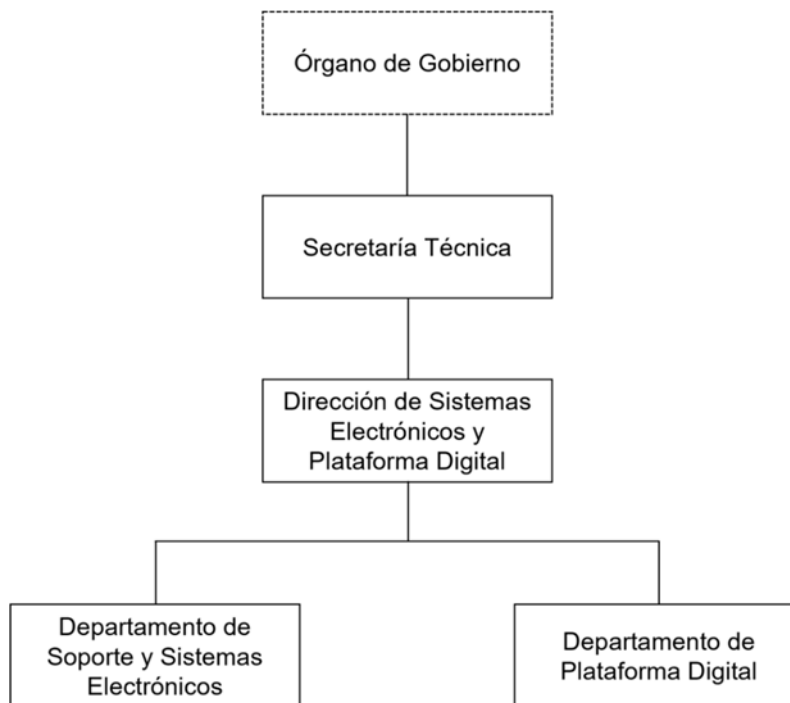 Órgano de Gobierno
Secretaría Técnica
Dirección de Sistemas
Electrónicos y
Plataforma Digital
Departamento de
Soporte y Sistemas
Electrónicos
Departamento de
Plataforma Digital